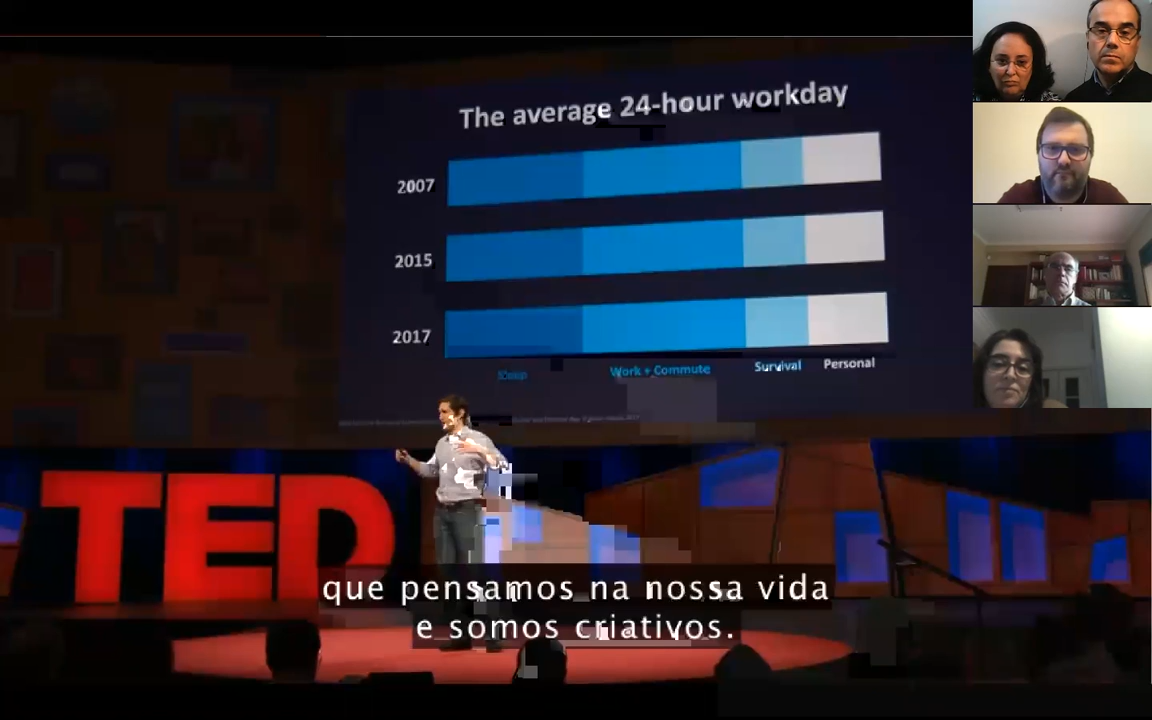 The average 24-hour workday
2007
2015
2017
Sleep
Work + Commute
Survival
Personal
TED
que pensamos na nossa vida
e somos criativos.